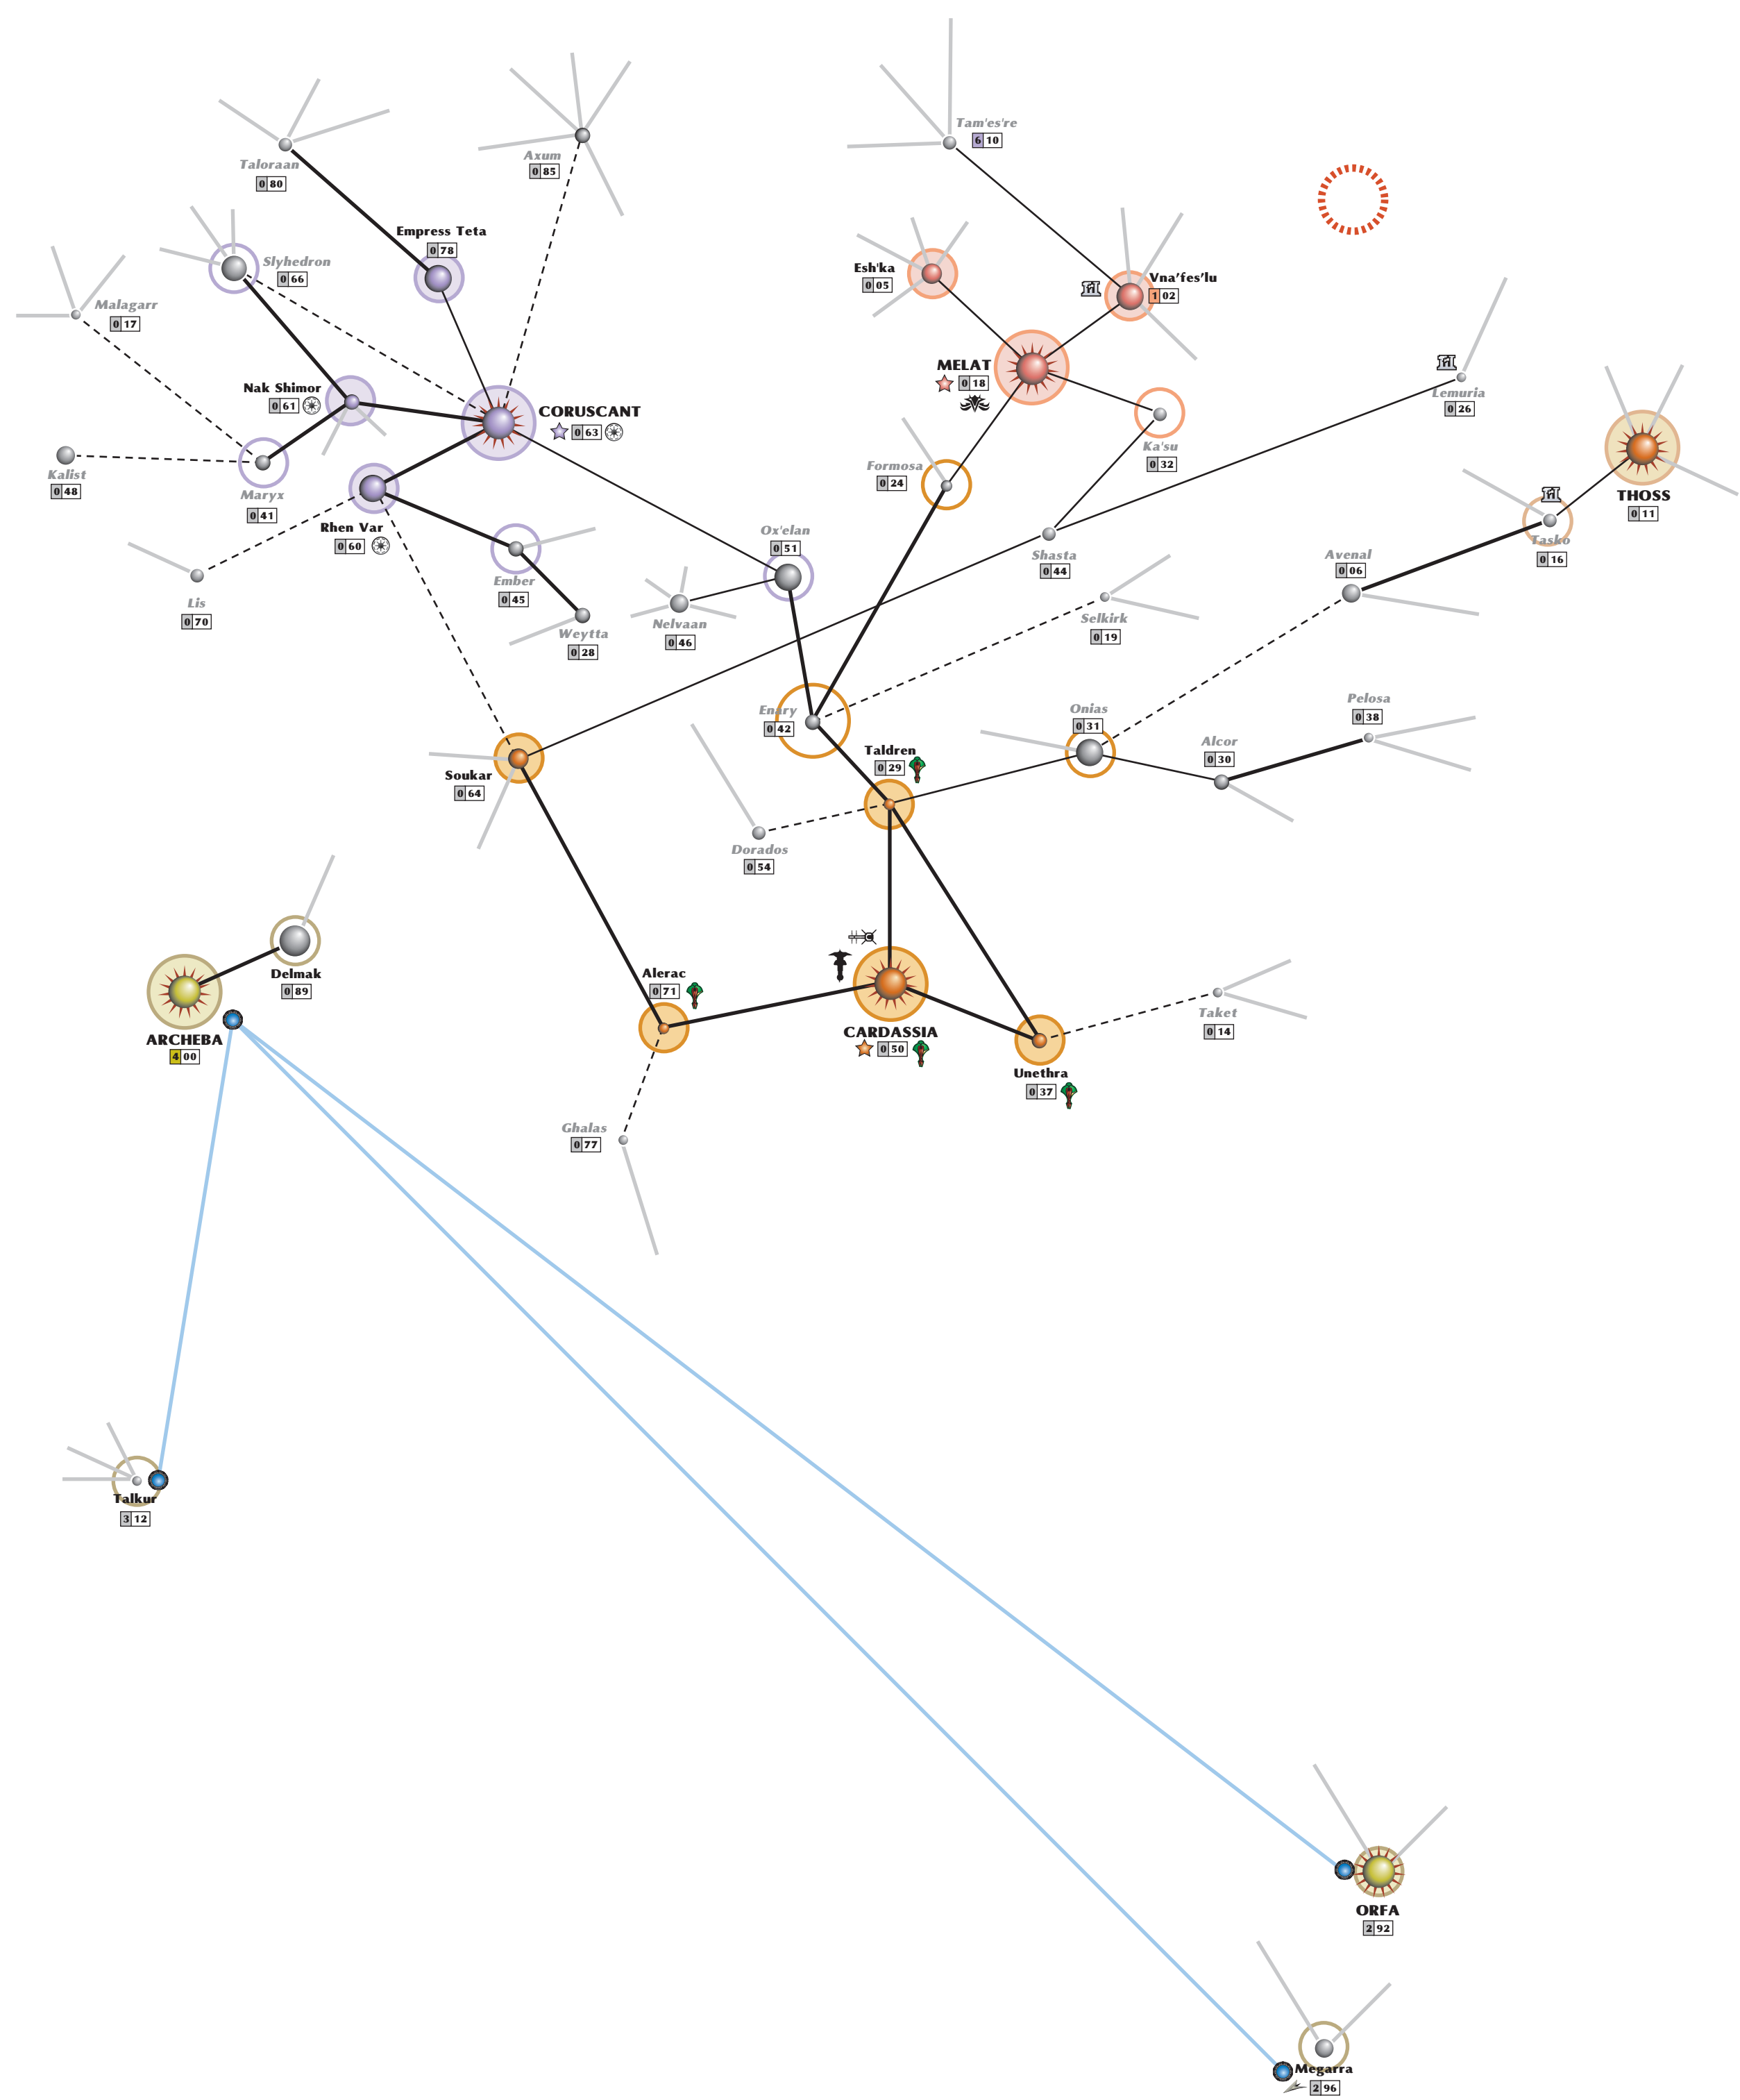 Tam'es're
6 10
Axum
0 85
Taloraan
0 80
Empress Teta
0 78
Slyhedron
0 66
Esh'ka
0 05
Vna'fes'lu
1 02
Malagarr
0 17
MELAT
0 18
Lemuria
0 26
Nak Shimor
0 61
CORUSCANT
0 63
Ka'su
0 32
Formosa
0 24
Kalist
0 48
Maryx
0 41
THOSS
0 11
Rhen Var
0 60
Ox'elan
0 51
Tasko
0 16
Shasta
0 44
Avenal
0 06
Ember
0 45
Lis
0 70
Weytta
0 28
Nelvaan
0 46
Selkirk
0 19
Enary
0 42
Onias
0 31
Pelosa
0 38
Alcor
0 30
Taldren
0 29
Soukar
0 64
Dorados
0 54
Delmak
0 89
Alerac
0 71
ARCHEBA
4 00
CARDASSIA
0 50
Taket
0 14
Unethra
0 37
Ghalas
0 77
Talkur
3 12
ORFA
2 92
Megarra
2 96